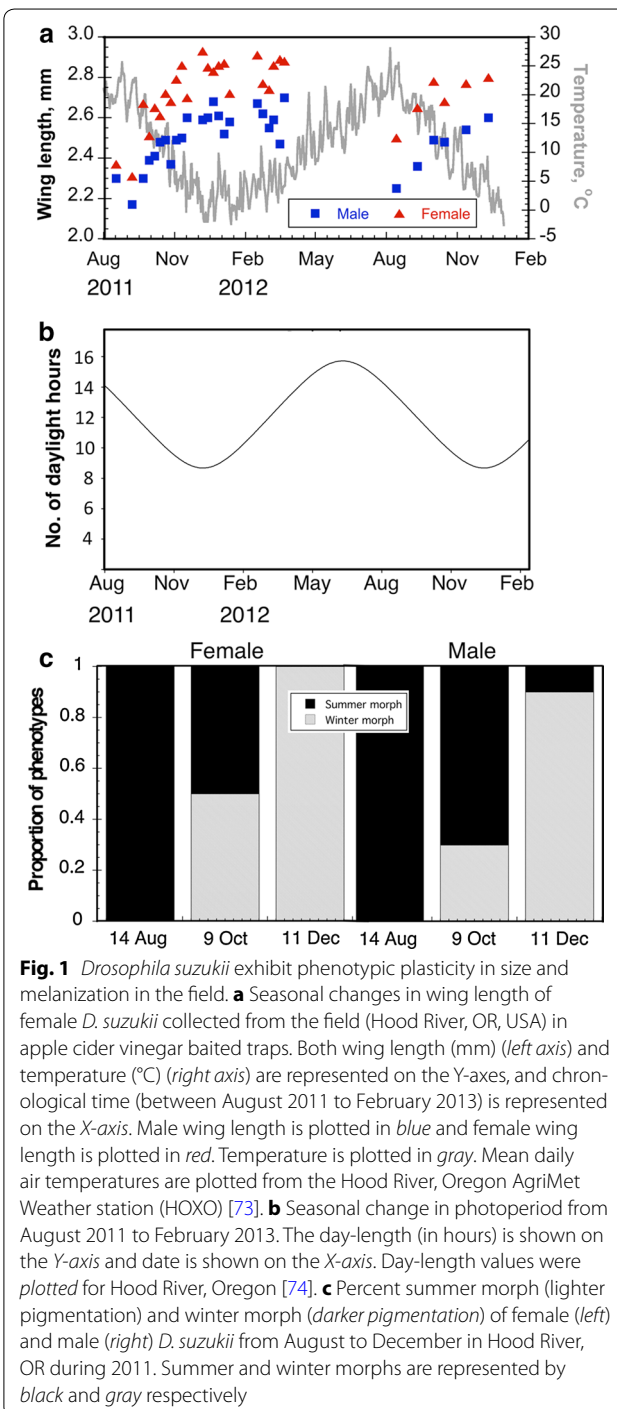 a
3.0
2.8
2.6
2.4
2.2
2.0
Wing length, mm
30
25
20
15
10
5
0
-5
Temperature, °C
Male
Female
Aug
Nov
Feb
May
Aug
Nov
Feb
2011
2012
b
16
14
12
10
8
6
4
No. of daylight hours
Aug
Nov
Feb
May
Aug
Nov
Feb
2011
2012
c
Female
Male
1
0.8
0.6
0.4
0.2
0
Proportion of phenotypes
Summer morph
Winter morph
14 Aug
9 Oct
11 Dec
14 Aug
9 Oct
11 Dec
Fig. 1 Drosophila suzukii exhibit phenotypic plasticity in size and
melanization in the field. a Seasonal changes in wing length of
female D. suzukii collected from the field (Hood River, OR, USA) in
apple cider vinegar baited traps. Both wing length (mm) (left axis) and
temperature (°C) (right axis) are represented on the Y-axes, and chron-
ological time (between August 2011 to February 2013) is represented
on the X-axis. Male wing length is plotted in blue and female wing
length is plotted in red. Temperature is plotted in gray. Mean daily
air temperatures are plotted from the Hood River, Oregon AgriMet
Weather station (HOXO) [73]. b Seasonal change in photoperiod from
August 2011 to February 2013. The day-length (in hours) is shown on
the Y-axis and date is shown on the X-axis. Day-length values were
plotted for Hood River, Oregon [74]. c Percent summer morph (lighter
pigmentation) and winter morph (darker pigmentation) of female (left)
and male (right) D. suzukii from August to December in Hood River,
OR during 2011. Summer and winter morphs are represented by
black and gray respectively